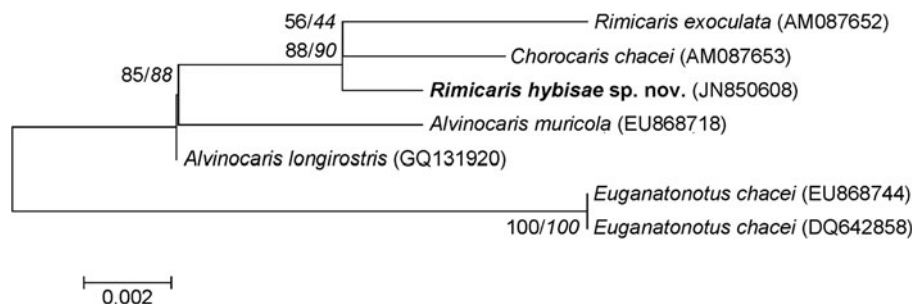 56/44
Rimicaris exoculata (AM087652)
88/90
Chorocaris chacei (AM087653)
85/88
Rimicaris hybisae sp. nov. (JN850608)
Alvinocaris muricola (EU868718)
Alvinocaris longirostris (GQ131920)
Euganatonotus chacei (EU868744)
100/100
Euganatonotus chacei (DQ642858)
0.002